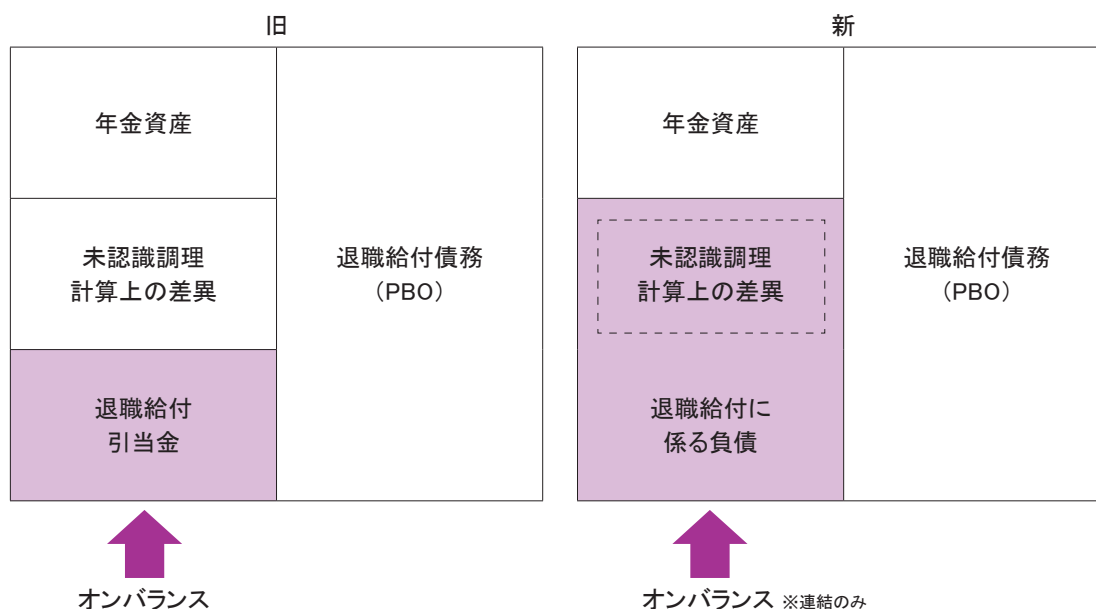 旧
年金資産
未認識調理
計算上の差異
退職給付
引当金
退職給付債務
（PBO）
オンバランス
新
年金資産
未認識調理
計算上の差異
退職給付に
係る負債
退職給付債務
（PBO）
オンバランス ※連結のみ